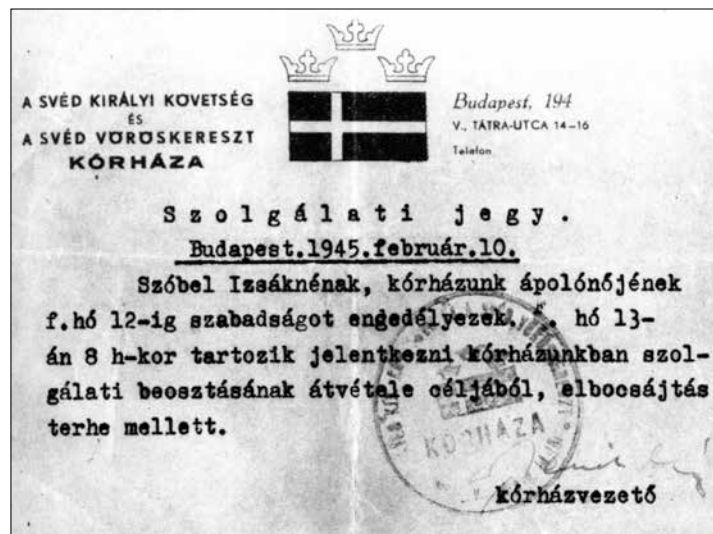 A SVÉD KIRÁLYI KÖVETSÉG
ÉS
A SVÉD VÖRÖSKERESZT
KÓRHÁZA
Budapest, 194
V., TÁTRA-UTCA 14-16
Telefon
Szolgálati jegy.
Budapest.1945.február.10.
Szóbel Izsáknénak, kórházunk ápolónőjének
f.hó 12-ig szabadságot engedélyezek. f. hó 13-
án 8 h-kor tartozik jelentkezni kórházunkban szol-
gálati beosztásának átvétele céljából, elbocsájtás
terhe mellett.
KÓRHÁZA
kórházvezető